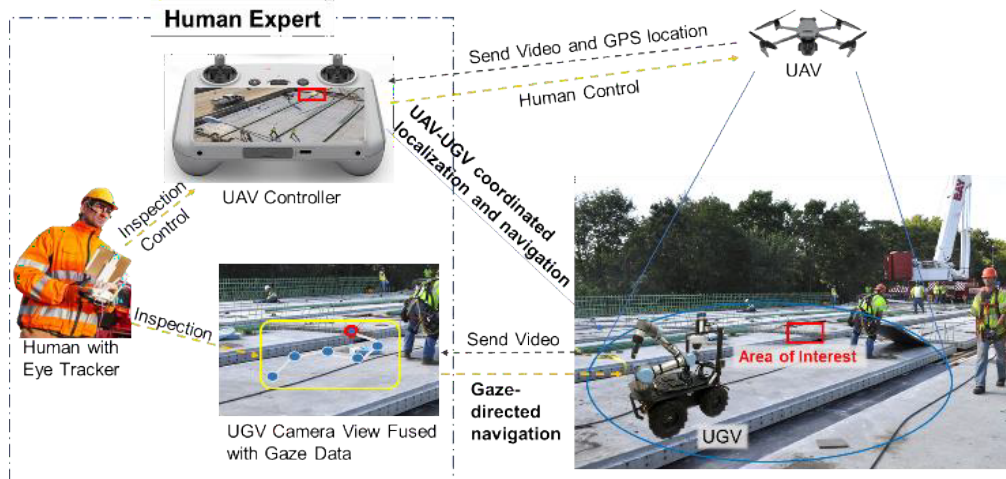 Human Expert
Send Video and GPS location
UAV
Human Control
UAV Controller
UAV-UGV coordinated
localization and navigation
Inspection
Control
Human with
Eye Tracker
Inspection
Send Video
Area of Interest
Gaze-
directed
navigation
UGV
UGV Camera View Fused
with Gaze Data